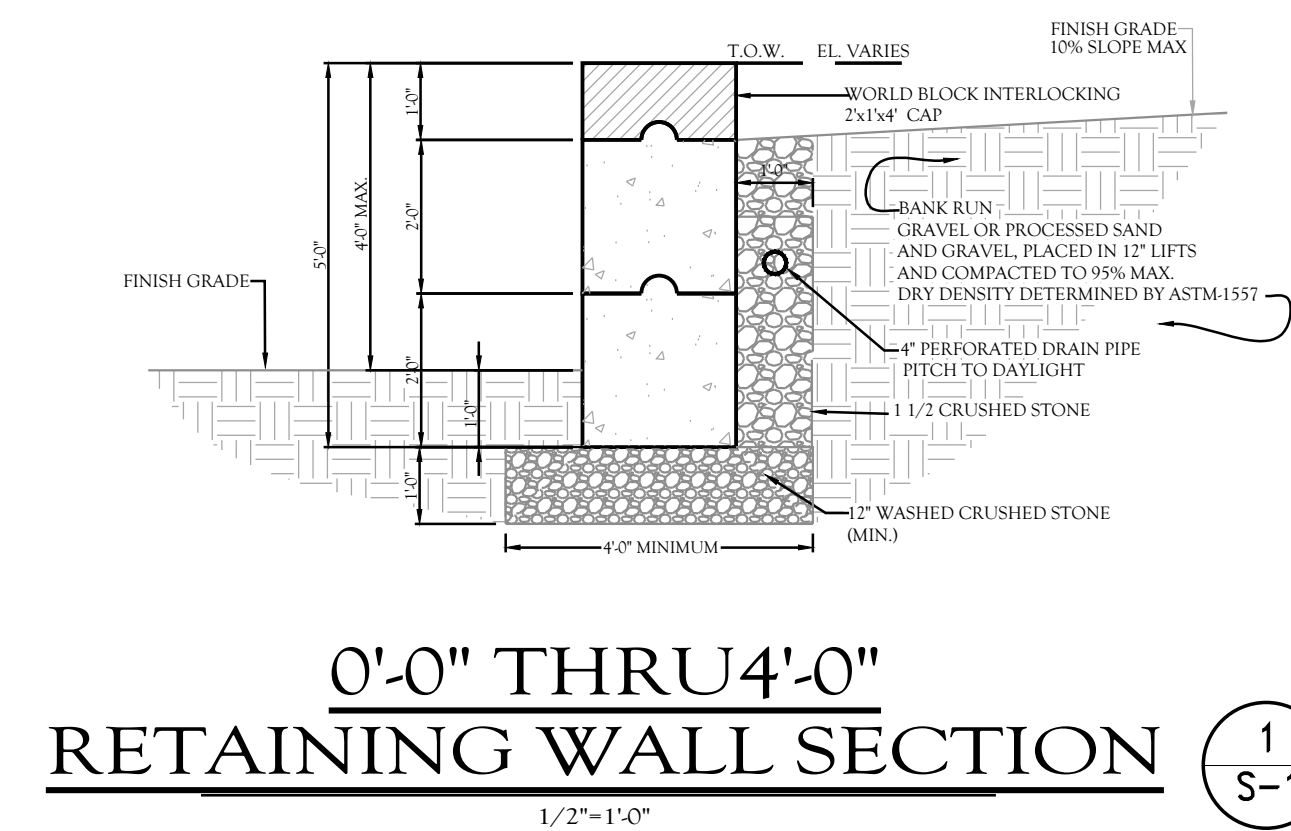 FINISH GRADE
10% SLOPE MAX
T.O.W. EL. VARIES
WORLD BLOCK INTERLOCKING
2'x1'x4' CAP
1'-0"
1'-0"
4'-0" MAX.
2'-0"
5'-0"
BANK RUN
GRAVEL OR PROCESSED SAND
AND GRAVEL, PLACED IN 12" LIFTS
AND COMPACTED TO 95% MAX.
DRY DENSITY DETERMINED BY ASTM-1557
FINISH GRADE
4" PERFORATED DRAIN PIPE
PITCH TO DAYLIGHT
2'-0"
1'-0"
1 1/2 CRUSHED STONE
1'-0"
12" WASHED CRUSHED STONE
(MIN.)
4'-0" MINIMUM
0'-0" THRU4'-0"
RETAINING WALL SECTION
1/2"=1'-0"
1